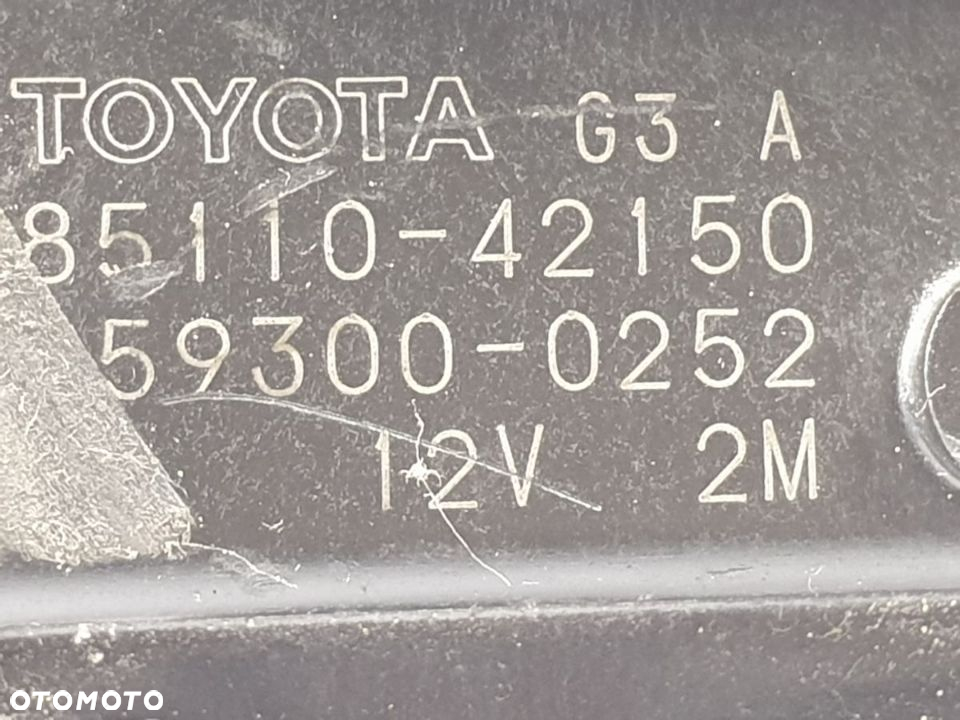 TOYOTA G3 A
85110-42150
59300-0252
12V 2M
OTOMOTO